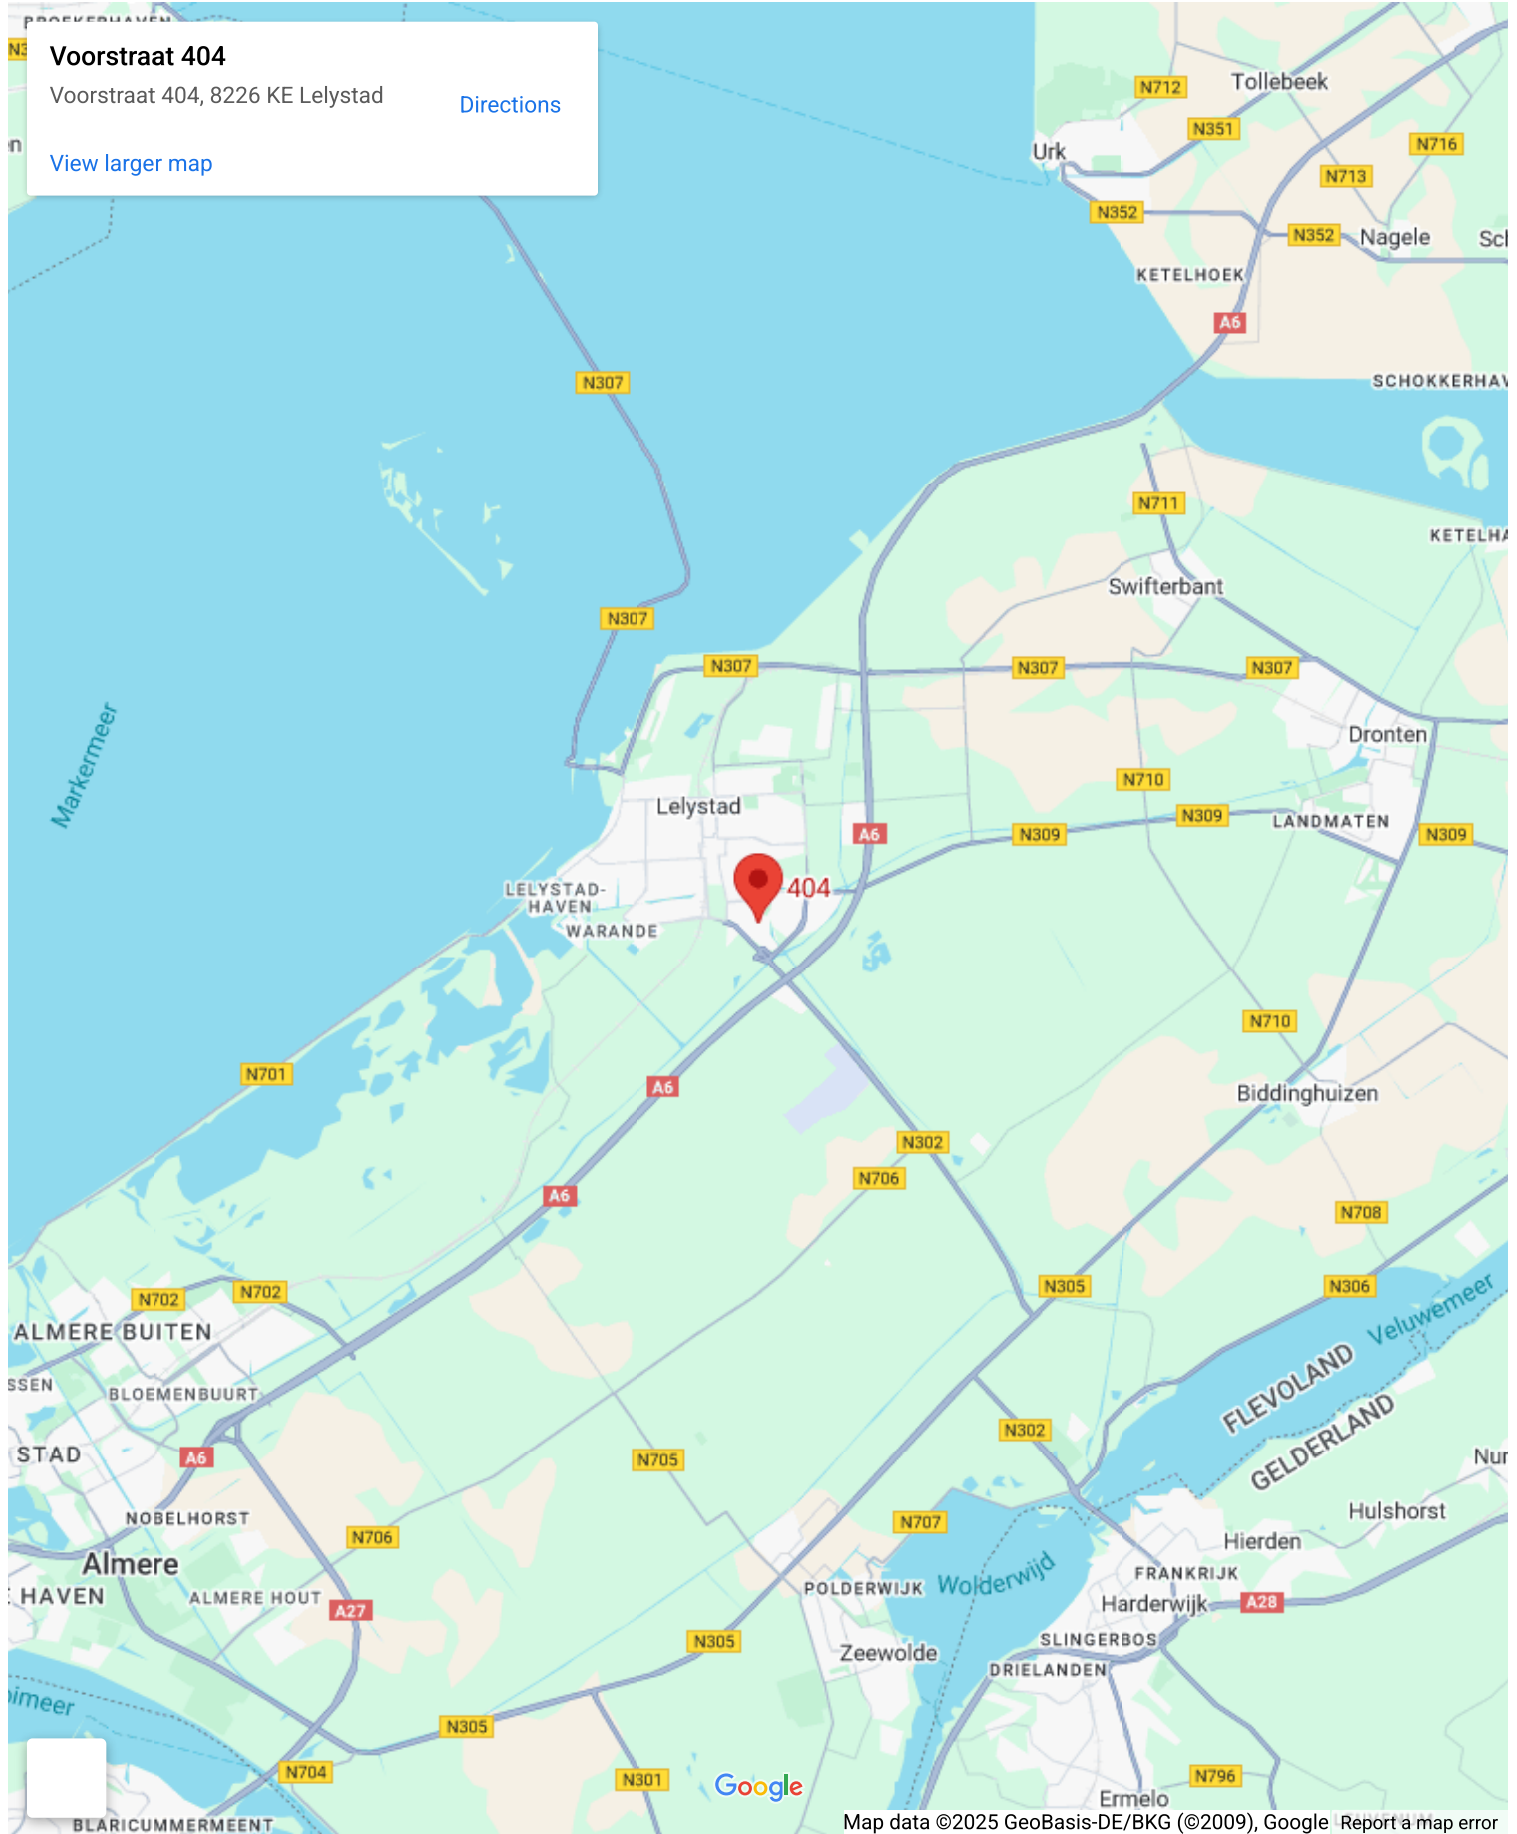 BROEKERHAVEN
Voorstraat 404
Voorstraat 404, 8226 KE Lelystad
Directions
View larger map
N712
Tollebeek
N351
N716
Urk
N713
N352
N352
Nagele
KETELHOEK
A6
N307
SCHOKKERHAV
N711
KETELHA
Swifterbant
N307
N307
N307
N307
Markermeer
Dronten
N710
Lelystad
N309
N309
LANDMATEN
N309
A6
404
LELYSTAD-
HAVEN
WARANDE
N710
N701
A6
Biddinghuizen
N302
N706
A6
N708
N702
N702
N305
N306
Veluwemeer
ALMERE BUITEN
FLEVOLAND
SSEN
BLOEMENBUURT
GELDERLAND
N302
STAD
A6
N705
Nur
NOBELHORST
N707
Hulshorst
N706
Hierden
Almere
Wolderwijd
FRANKRIJK
POLDERWIJK
E HAVEN
ALMERE HOUT
A27
Harderwijk
A28
N305
SLINGERBOS
Zeewolde
DRIELANDEN
oimeer
N305
N704
N301
Google
N796
Ermelo
BLARICUMMERMEENT
Map data ©2025 GeoBasis-DE/BKG (©2009), Google
Report a map error